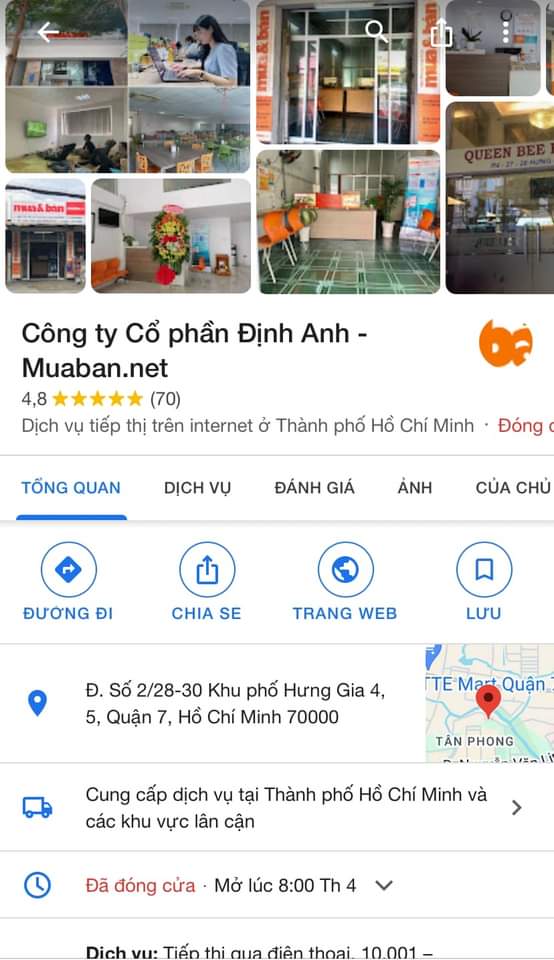 mua&ban
QUEEN BEE
mua&ban
Công ty Cổ phần Định Anh -
Muaban.net
4,8 (70)
Dịch vụ tiếp thị trên internet ở Thành phố Hồ Chí Minh · Đóng
TỔNG QUAN DỊCH VỤ ĐÁNH GIÁ ẢNH CỦA CHỦ
ĐƯỜNG ĐI CHIA SẺ TRANG WEB LƯU
Đ. Số 2/28-30 Khu phố Hưng Gia 4,
5, Quận 7, Hồ Chí Minh 70000
TTE Mart Quận 7
TÂN PHONG
Cung cấp dịch vụ tại Thành phố Hồ Chí Minh và
các khu vực lân cận
Đã đóng cửa · Mở lúc 8:00 Th 4
Dịch vụ: Tiếp thị qua điện thoại, 10.001 –